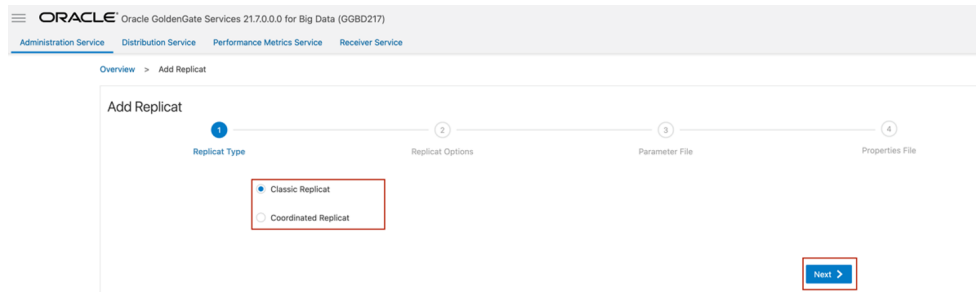 ORACLE Oracle GoldenGate Services 21.7.0.0.0 for Big Data (GGBD217)
Administration Service Distribution Service Performance Metrics Service Receiver Service
Overview > Add Replicat
Add Replicat
1 2 3 4
Replicat Type Replicat Options Parameter File Properties File
Classic Replicat
Coordinated Replicat
Next >